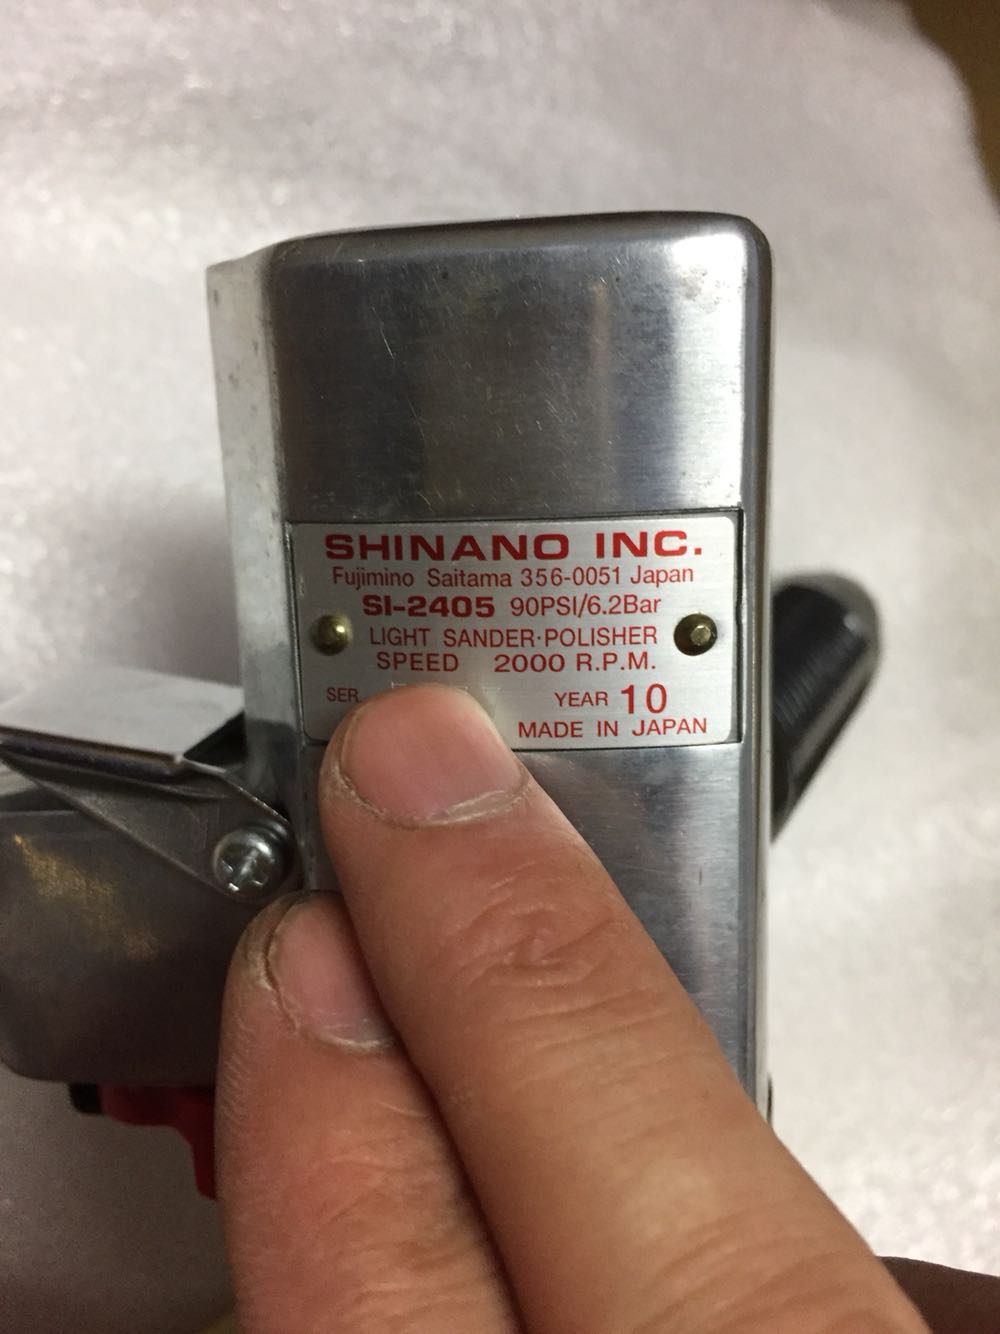 SHINANO INC.
Fujimino Saitama 356-0051 Japan
SI-2405 90PSI/6.2Bar
LIGHT SANDER·POLISHER
SPEED 2000 R.P.M.
SER. YEAR 10
MADE IN JAPAN